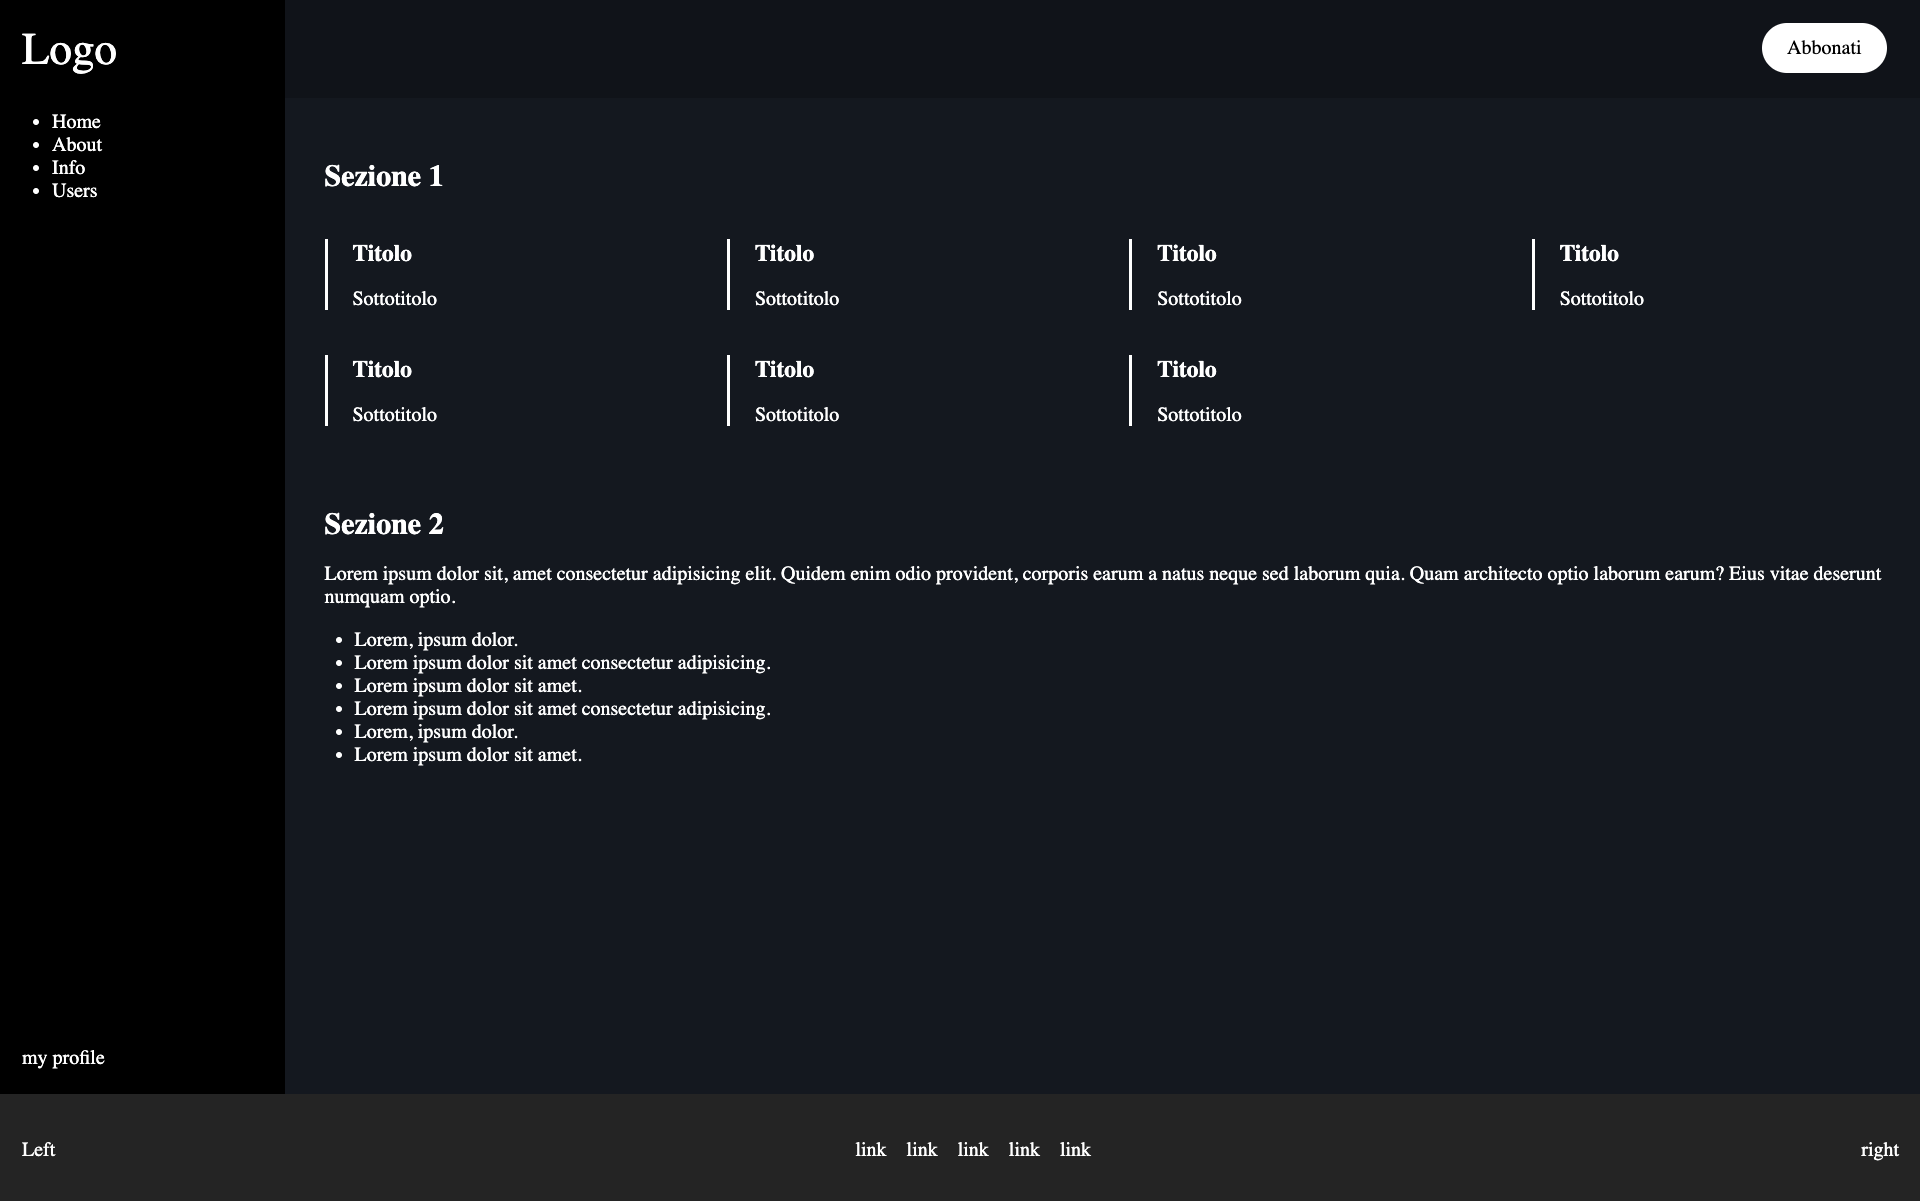 Logo
Abbonati
Home
About
Info
Users
Sezione 1
Titolo
Sottotitolo
Titolo
Sottotitolo
Titolo
Sottotitolo
Titolo
Sottotitolo
Titolo
Sottotitolo
Titolo
Sottotitolo
Titolo
Sottotitolo
Sezione 2
Lorem ipsum dolor sit, amet consectetur adipisicing elit. Quidem enim odio provident, corporis earum a natus neque sed laborum quia. Quam architecto optio laborum earum? Eius vitae deserunt
numquam optio.
Lorem, ipsum dolor.
Lorem ipsum dolor sit amet consectetur adipisicing.
Lorem ipsum dolor sit amet.
Lorem ipsum dolor sit amet consectetur adipisicing.
Lorem, ipsum dolor.
Lorem ipsum dolor sit amet.
my profile
Left
link link link link link
right